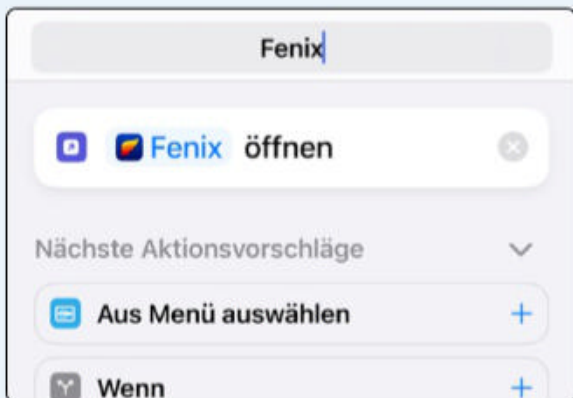 Fenix
Fenix öffnen
Nächste Aktionsvorschläge
Aus Menü auswählen
Wenn